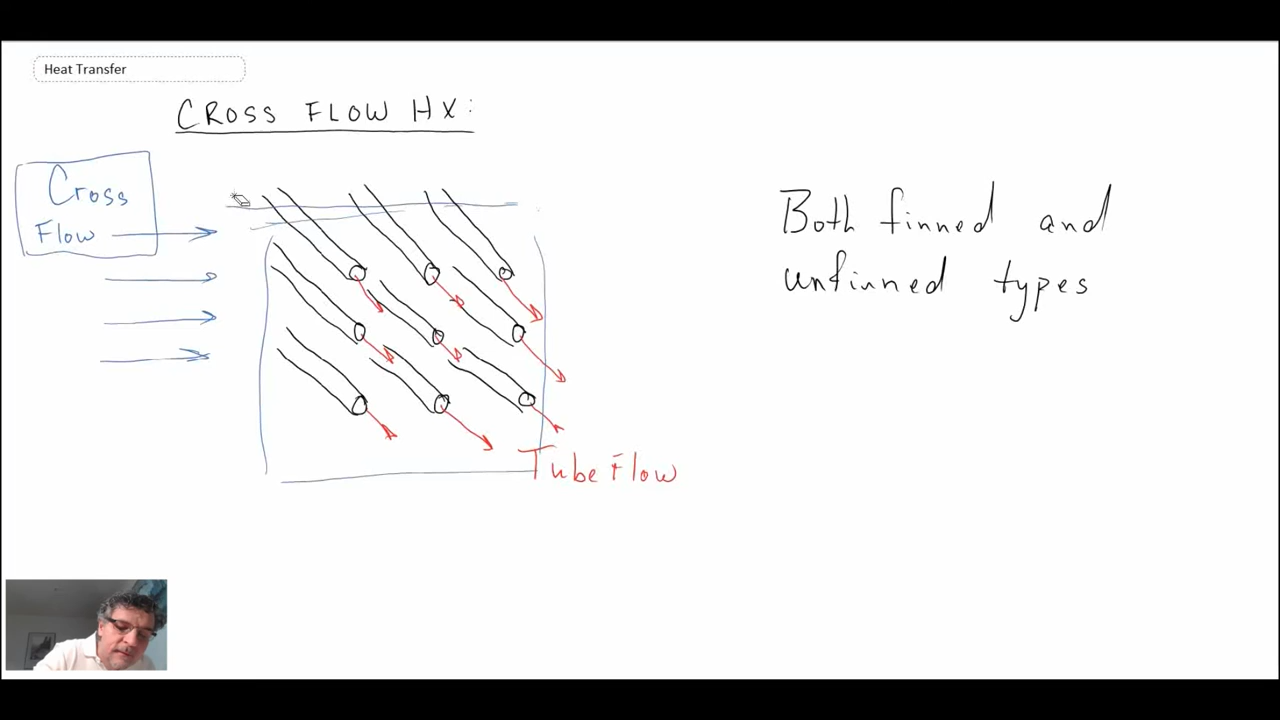 Heat Transfer
CROSS FLOW HX:
Cross
Flow
Both finned and
unfinned types
Tube Flow